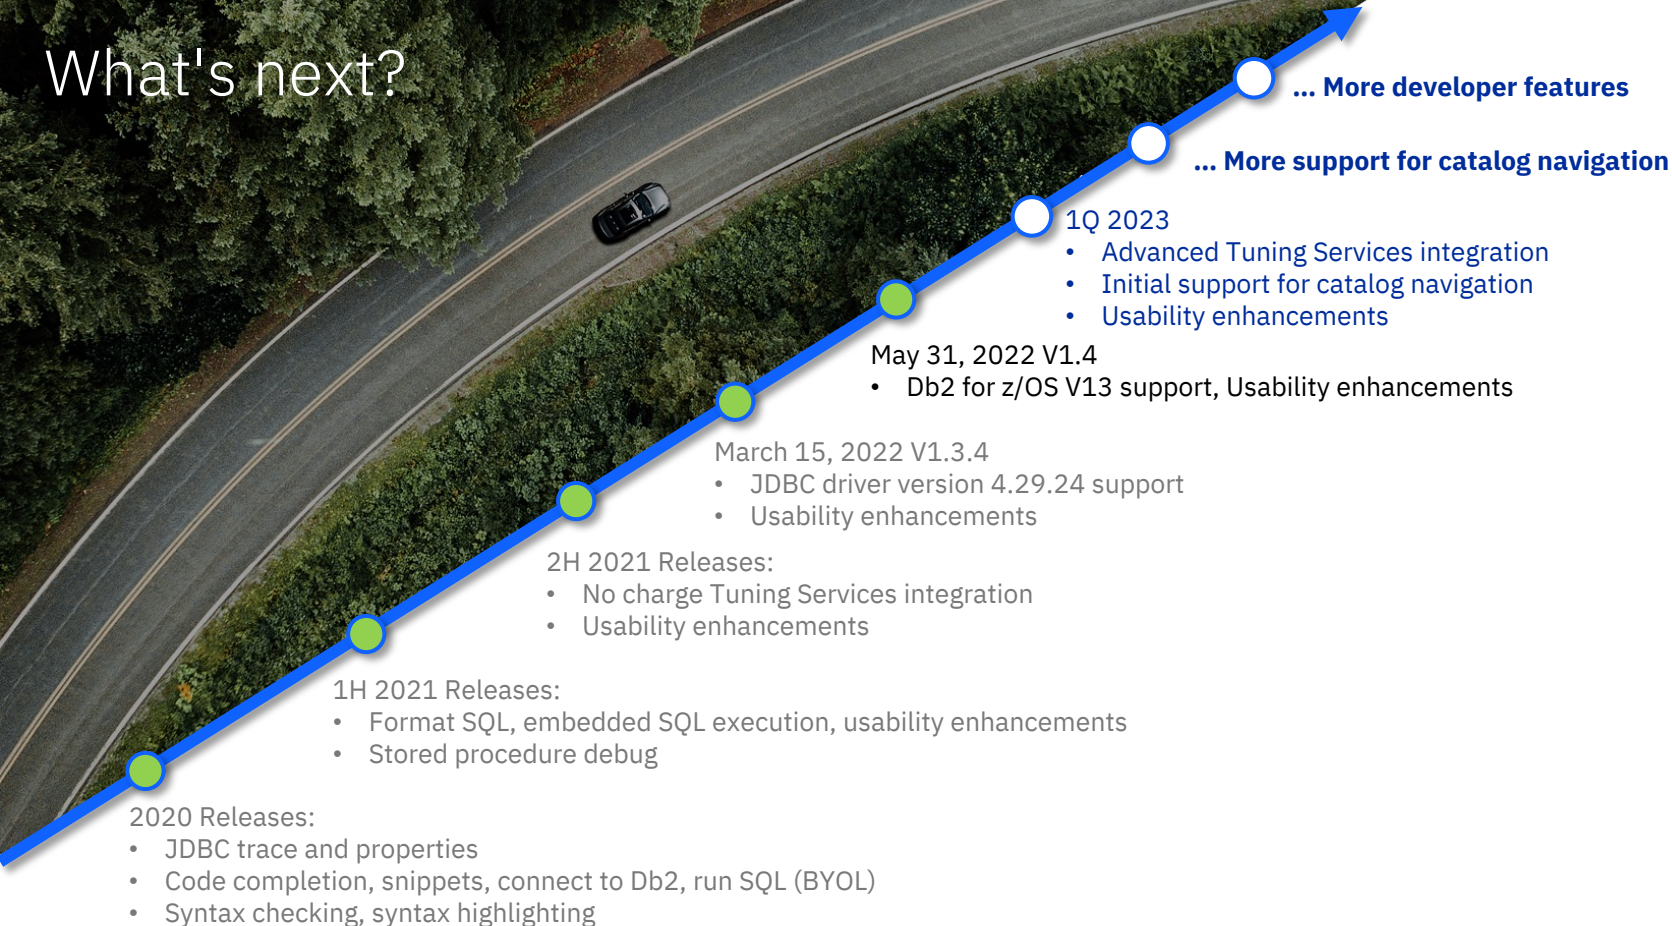 What's next?
... More developer features
... More support for catalog navigation
1Q 2023
• Advanced Tuning Services integration
• Initial support for catalog navigation
• Usability enhancements
May 31, 2022 V1.4
• Db2 for z/OS V13 support, Usability enhancements
March 15, 2022 V1.3.4
• JDBC driver version 4.29.24 support
• Usability enhancements
2H 2021 Releases:
• No charge Tuning Services integration
• Usability enhancements
1H 2021 Releases:
• Format SQL, embedded SQL execution, usability enhancements
• Stored procedure debug
2020 Releases:
• JDBC trace and properties
• Code completion, snippets, connect to Db2, run SQL (BYOL)
• Syntax checking, syntax highlighting